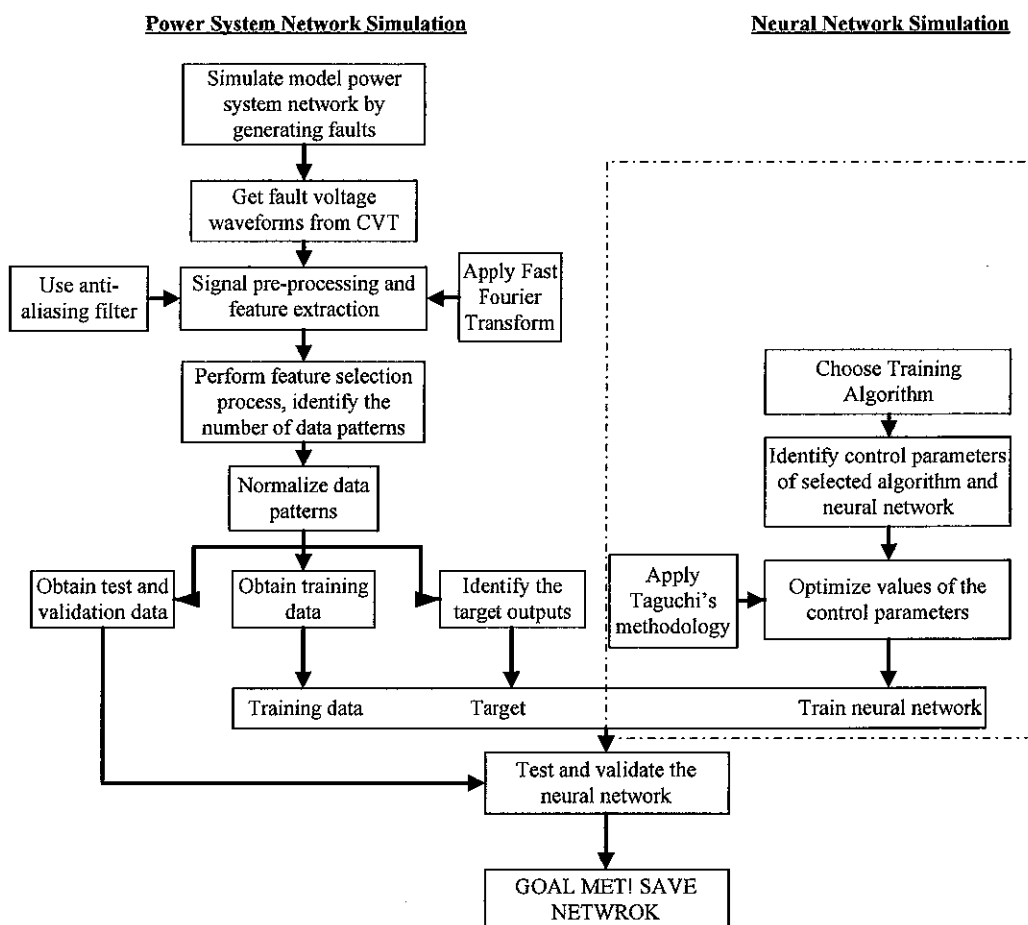 Power System Network Simulation
Neural Network Simulation
Simulate model power
system network by
generating faults
Get fault voltage
waveforms from CVT
Use anti-
aliasing filter
Signal pre-processing and
feature extraction
Apply Fast
Fourier
Transform
Perform feature selection
process, identify the
number of data patterns
Normalize data
patterns
Obtain test and
validation data
Obtain training
data
Identify the
target outputs
Choose Training
Algorithm
Identify control parameters
of selected algorithm and
neural network
Apply
Taguchi's
methodology
Optimize values of the
control parameters
Training data
Target
Train neural network
Test and validate the
neural network
GOAL MET! SAVE
NETWROK